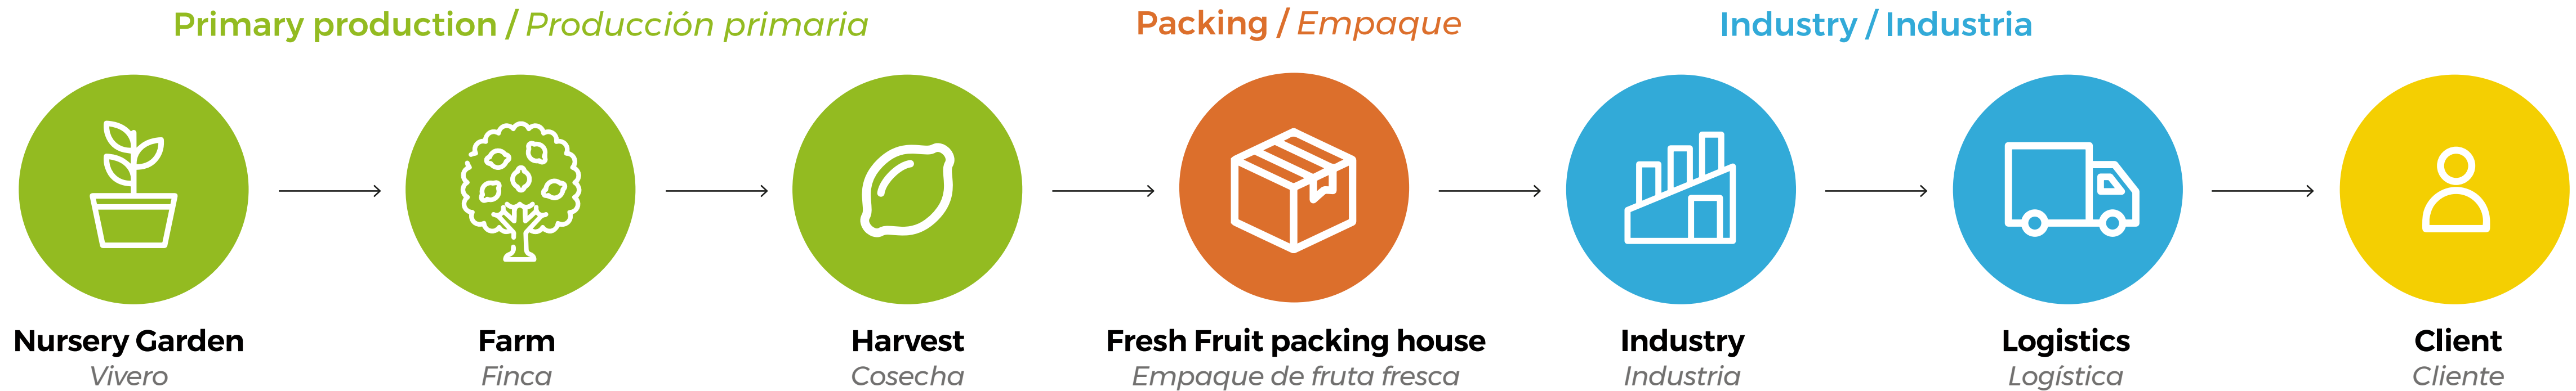 Primary production / Producción primaria
Packing / Empaque
Industry / Industria
Nursery Garden
Vivero
Farm
Finca
Harvest
Cosecha
Fresh Fruit packing house
Empaque de fruta fresca
Industry
Industria
Logistics
Logística
Client
Cliente